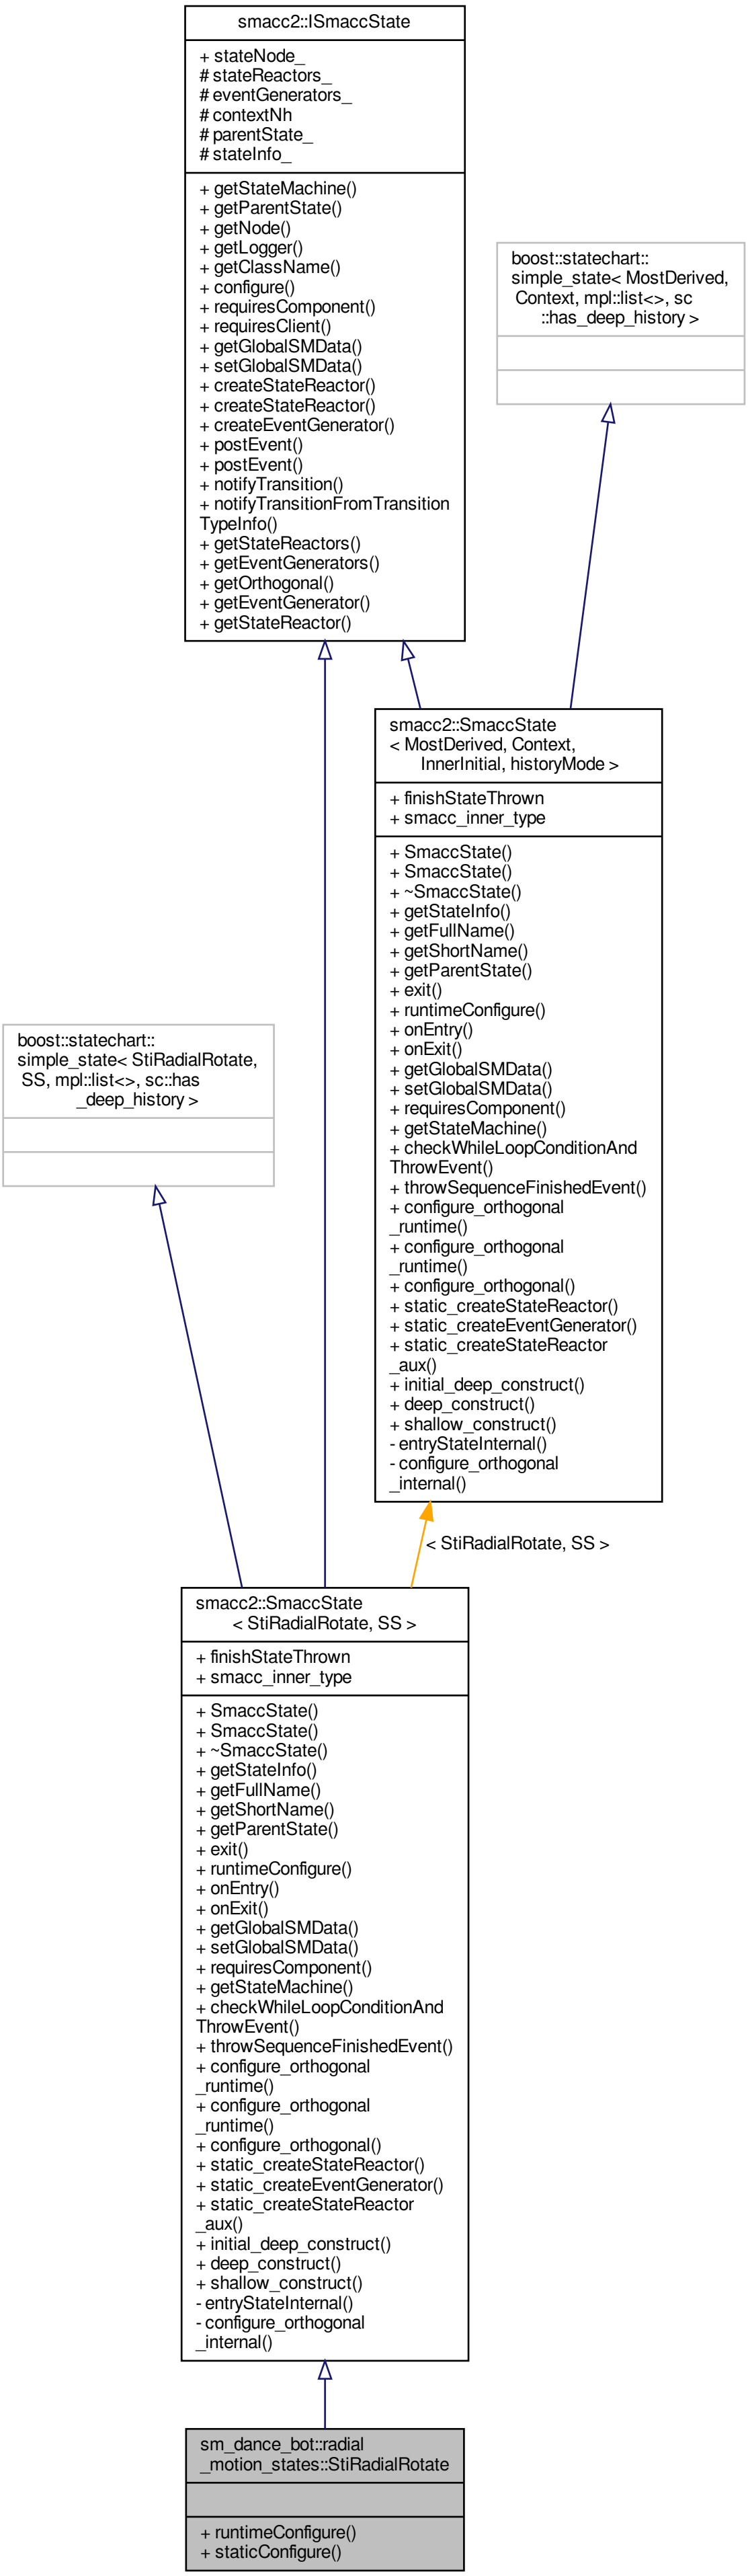 smacc2::ISmaccState
+ stateNode_
# stateReactors_
# eventGenerators_
# contextNh
# parentState_
# stateInfo_
+ getStateMachine()
+ getParentState()
+ getNode()
+ getLogger()
+ getClassName()
+ configure()
+ requiresComponent()
+ requiresClient()
+ getGlobalSMData()
+ setGlobalSMData()
+ createStateReactor()
+ createStateReactor()
+ createEventGenerator()
+ postEvent()
+ postEvent()
+ notifyTransition()
+ notifyTransitionFromTransition
TypeInfo()
+ getStateReactors()
+ getEventGenerators()
+ getOrthogonal()
+ getEventGenerator()
+ getStateReactor()
boost::statechart::
simple_state< MostDerived,
Context, mpl::list<>, sc
::has_deep_history >
smacc2::SmaccState
< MostDerived, Context,
InnerInitial, historyMode >
+ finishStateThrown
+ smacc_inner_type
+ SmaccState()
+ SmaccState()
+ ~SmaccState()
+ getStateInfo()
+ getFullName()
+ getShortName()
+ getParentState()
+ exit()
+ runtimeConfigure()
+ onEntry()
+ onExit()
+ getGlobalSMData()
+ setGlobalSMData()
+ requiresComponent()
+ getStateMachine()
+ checkWhileLoopConditionAnd
ThrowEvent()
+ throwSequenceFinishedEvent()
+ configure_orthogonal
_runtime()
+ configure_orthogonal
_runtime()
+ configure_orthogonal()
+ static_createStateReactor()
+ static_createEventGenerator()
+ static_createStateReactor
_aux()
+ initial_deep_construct()
+ deep_construct()
+ shallow_construct()
- entryStateInternal()
- configure_orthogonal
_internal()
boost::statechart::
simple_state< StiRadialRotate,
SS, mpl::list<>, sc::has
_deep_history >
< StiRadialRotate, SS >
smacc2::SmaccState
< StiRadialRotate, SS >
+ finishStateThrown
+ smacc_inner_type
+ SmaccState()
+ SmaccState()
+ ~SmaccState()
+ getStateInfo()
+ getFullName()
+ getShortName()
+ getParentState()
+ exit()
+ runtimeConfigure()
+ onEntry()
+ onExit()
+ getGlobalSMData()
+ setGlobalSMData()
+ requiresComponent()
+ getStateMachine()
+ checkWhileLoopConditionAnd
ThrowEvent()
+ throwSequenceFinishedEvent()
+ configure_orthogonal
_runtime()
+ configure_orthogonal
_runtime()
+ configure_orthogonal()
+ static_createStateReactor()
+ static_createEventGenerator()
+ static_createStateReactor
_aux()
+ initial_deep_construct()
+ deep_construct()
+ shallow_construct()
- entryStateInternal()
- configure_orthogonal
_internal()
sm_dance_bot::radial
_motion_states::StiRadialRotate
+ runtimeConfigure()
+ staticConfigure()